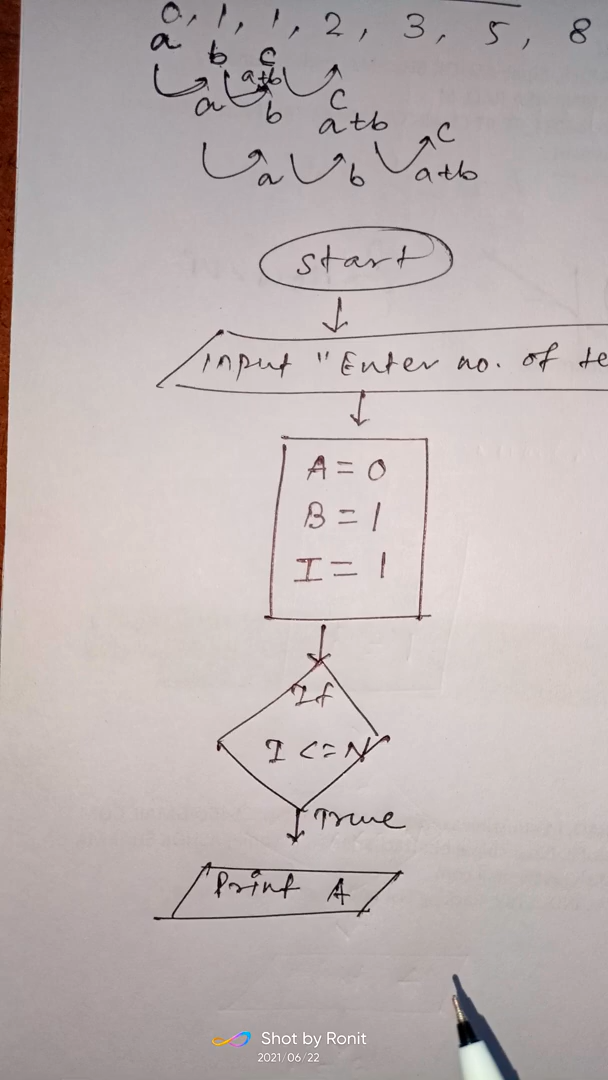 0, 1, 1, 2, 3, 5, 8
a b c
a+b
a b c
a+b
c
a b a+b
start
input "Enter no. of te
A = 0
B = 1
I = 1
If
I <= N
True
Print A
Shot by Ronit
2021/06/22